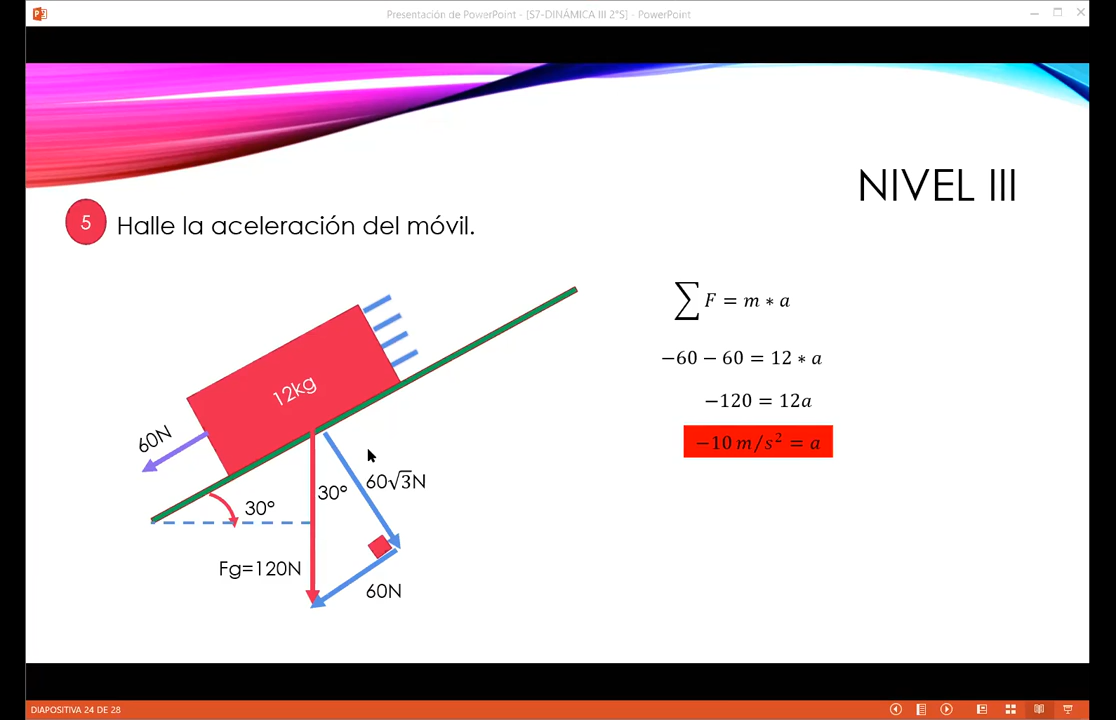 Presentación de PowerPoint - [S7-DINÁMICA III 2°S] - PowerPoint
NIVEL III
5 Halle la aceleración del móvil.
∑ F = m ∗ a
−60 − 60 = 12 ∗ a
−120 = 12a
−10 m/s² = a
12kg
60N
60√3N
30°
30°
Fg=120N
60N
DIAPOSITIVA 24 DE 28